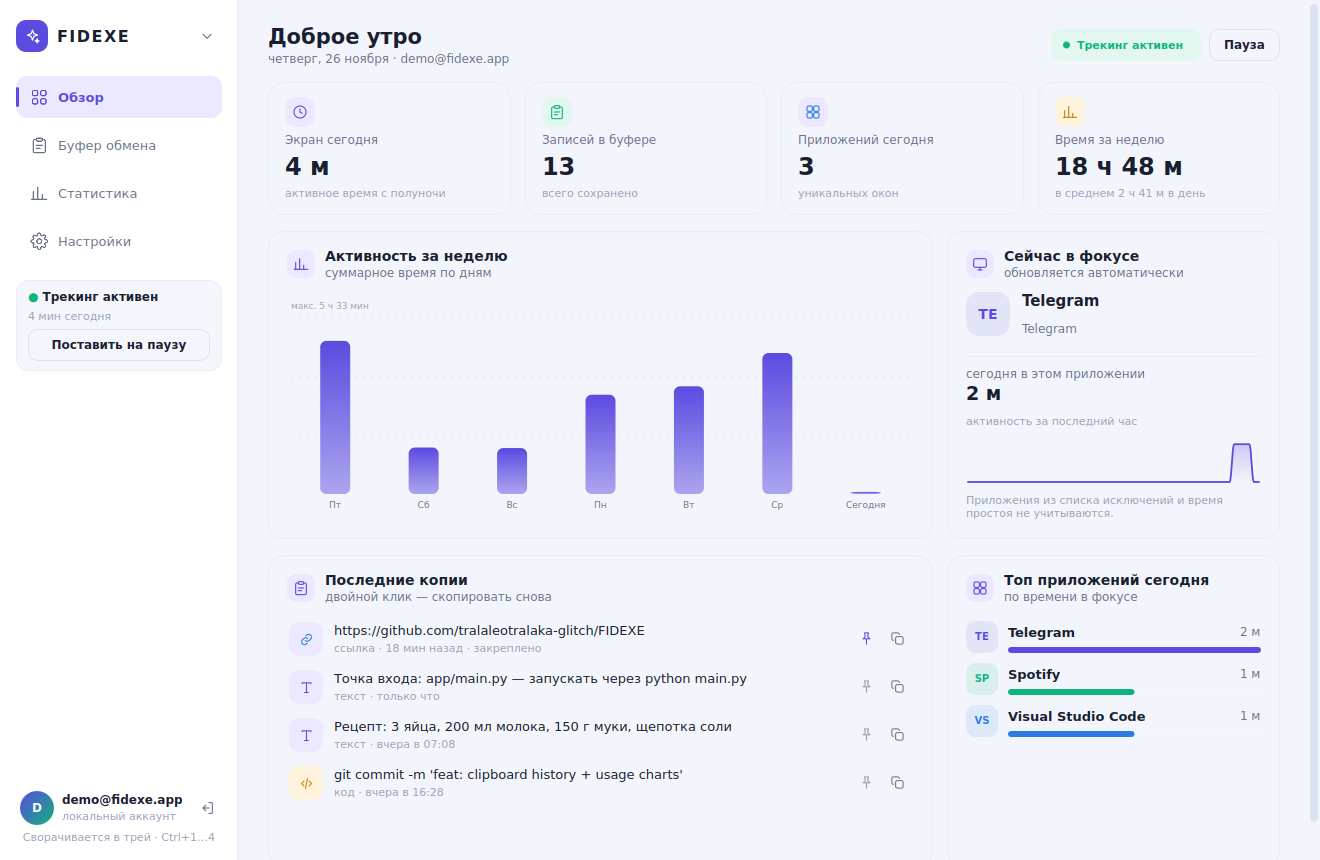 FIDEXE
Обзор
Буфер обмена
Статистика
Настройки
Трекинг активен
4 мин сегодня
Поставить на паузу
D
demo@fidexe.app
локальный аккаунт
Сворачивается в трей · Ctrl+1…4
Доброе утро
четверг, 26 ноября · demo@fidexe.app
Трекинг активен
Пауза
Экран сегодня
4 м
активное время с полуночи
Записей в буфере
13
всего сохранено
Приложений сегодня
3
уникальных окон
Время за неделю
18 ч 48 м
в среднем 2 ч 41 м в день
Активность за неделю
суммарное время по дням
макс. 5 ч 33 мин
Пт Сб Вс Пн Вт Ср Сегодня
Сейчас в фокусе
обновляется автоматически
TE
Telegram
Telegram
сегодня в этом приложении
2 м
активность за последний час
Приложения из списка исключений и время
простоя не учитываются.
Последние копии
двойной клик — скопировать снова
https://github.com/tralaleotralaka-glitch/FIDEXE
ссылка · 18 мин назад · закреплено
Точка входа: app/main.py — запускать через python main.py
текст · только что
Рецепт: 3 яйца, 200 мл молока, 150 г муки, щепотка соли
текст · вчера в 07:08
git commit -m 'feat: clipboard history + usage charts'
код · вчера в 16:28
Топ приложений сегодня
по времени в фокусе
TE
Telegram
2 м
SP
Spotify
1 м
VS
Visual Studio Code
1 м